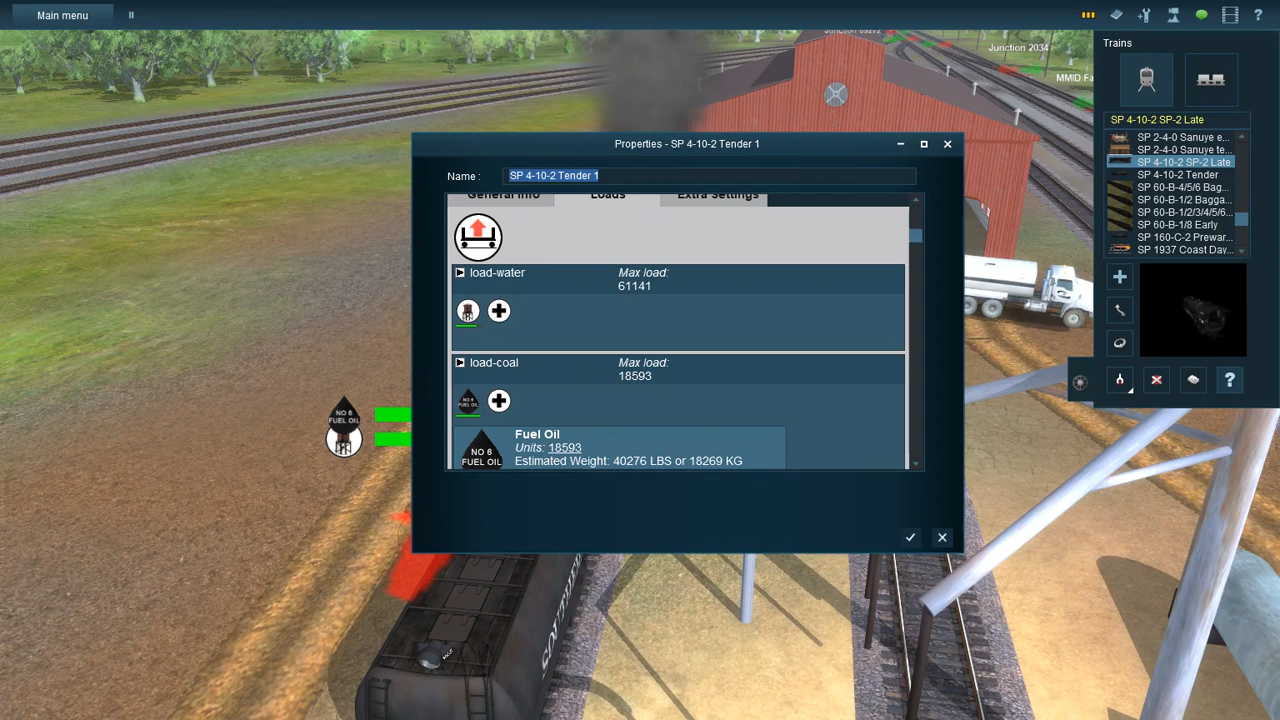 Main menu
?
Junction 2034
MMID Fa
Trains
SP 4-10-2 SP-2 Late
SP 2-4-0 Sanuye e...
SP 2-4-0 Sanuye te...
SP 4-10-2 SP-2 Late
SP 4-10-2 Tender
SP 60-B-4/5/6 Bag...
SP 60-B-1/2 Bagga...
SP 60-B-1/2/3/4/5/6...
SP 60-B-1/8 Early
SP 160-C-2 Prewar...
SP 1937 Coast Day...
?
Properties - SP 4-10-2 Tender 1
Name :
SP 4-10-2 Tender 1
General info
Loads
Extra settings
load-water
Max load:
61141
load-coal
Max load:
18593
NO 6
FUEL OIL
Fuel Oil
Units: 18593
Estimated Weight: 40276 LBS or 18269 KG
NO 6
FUEL OIL
NO 6
FUEL OIL